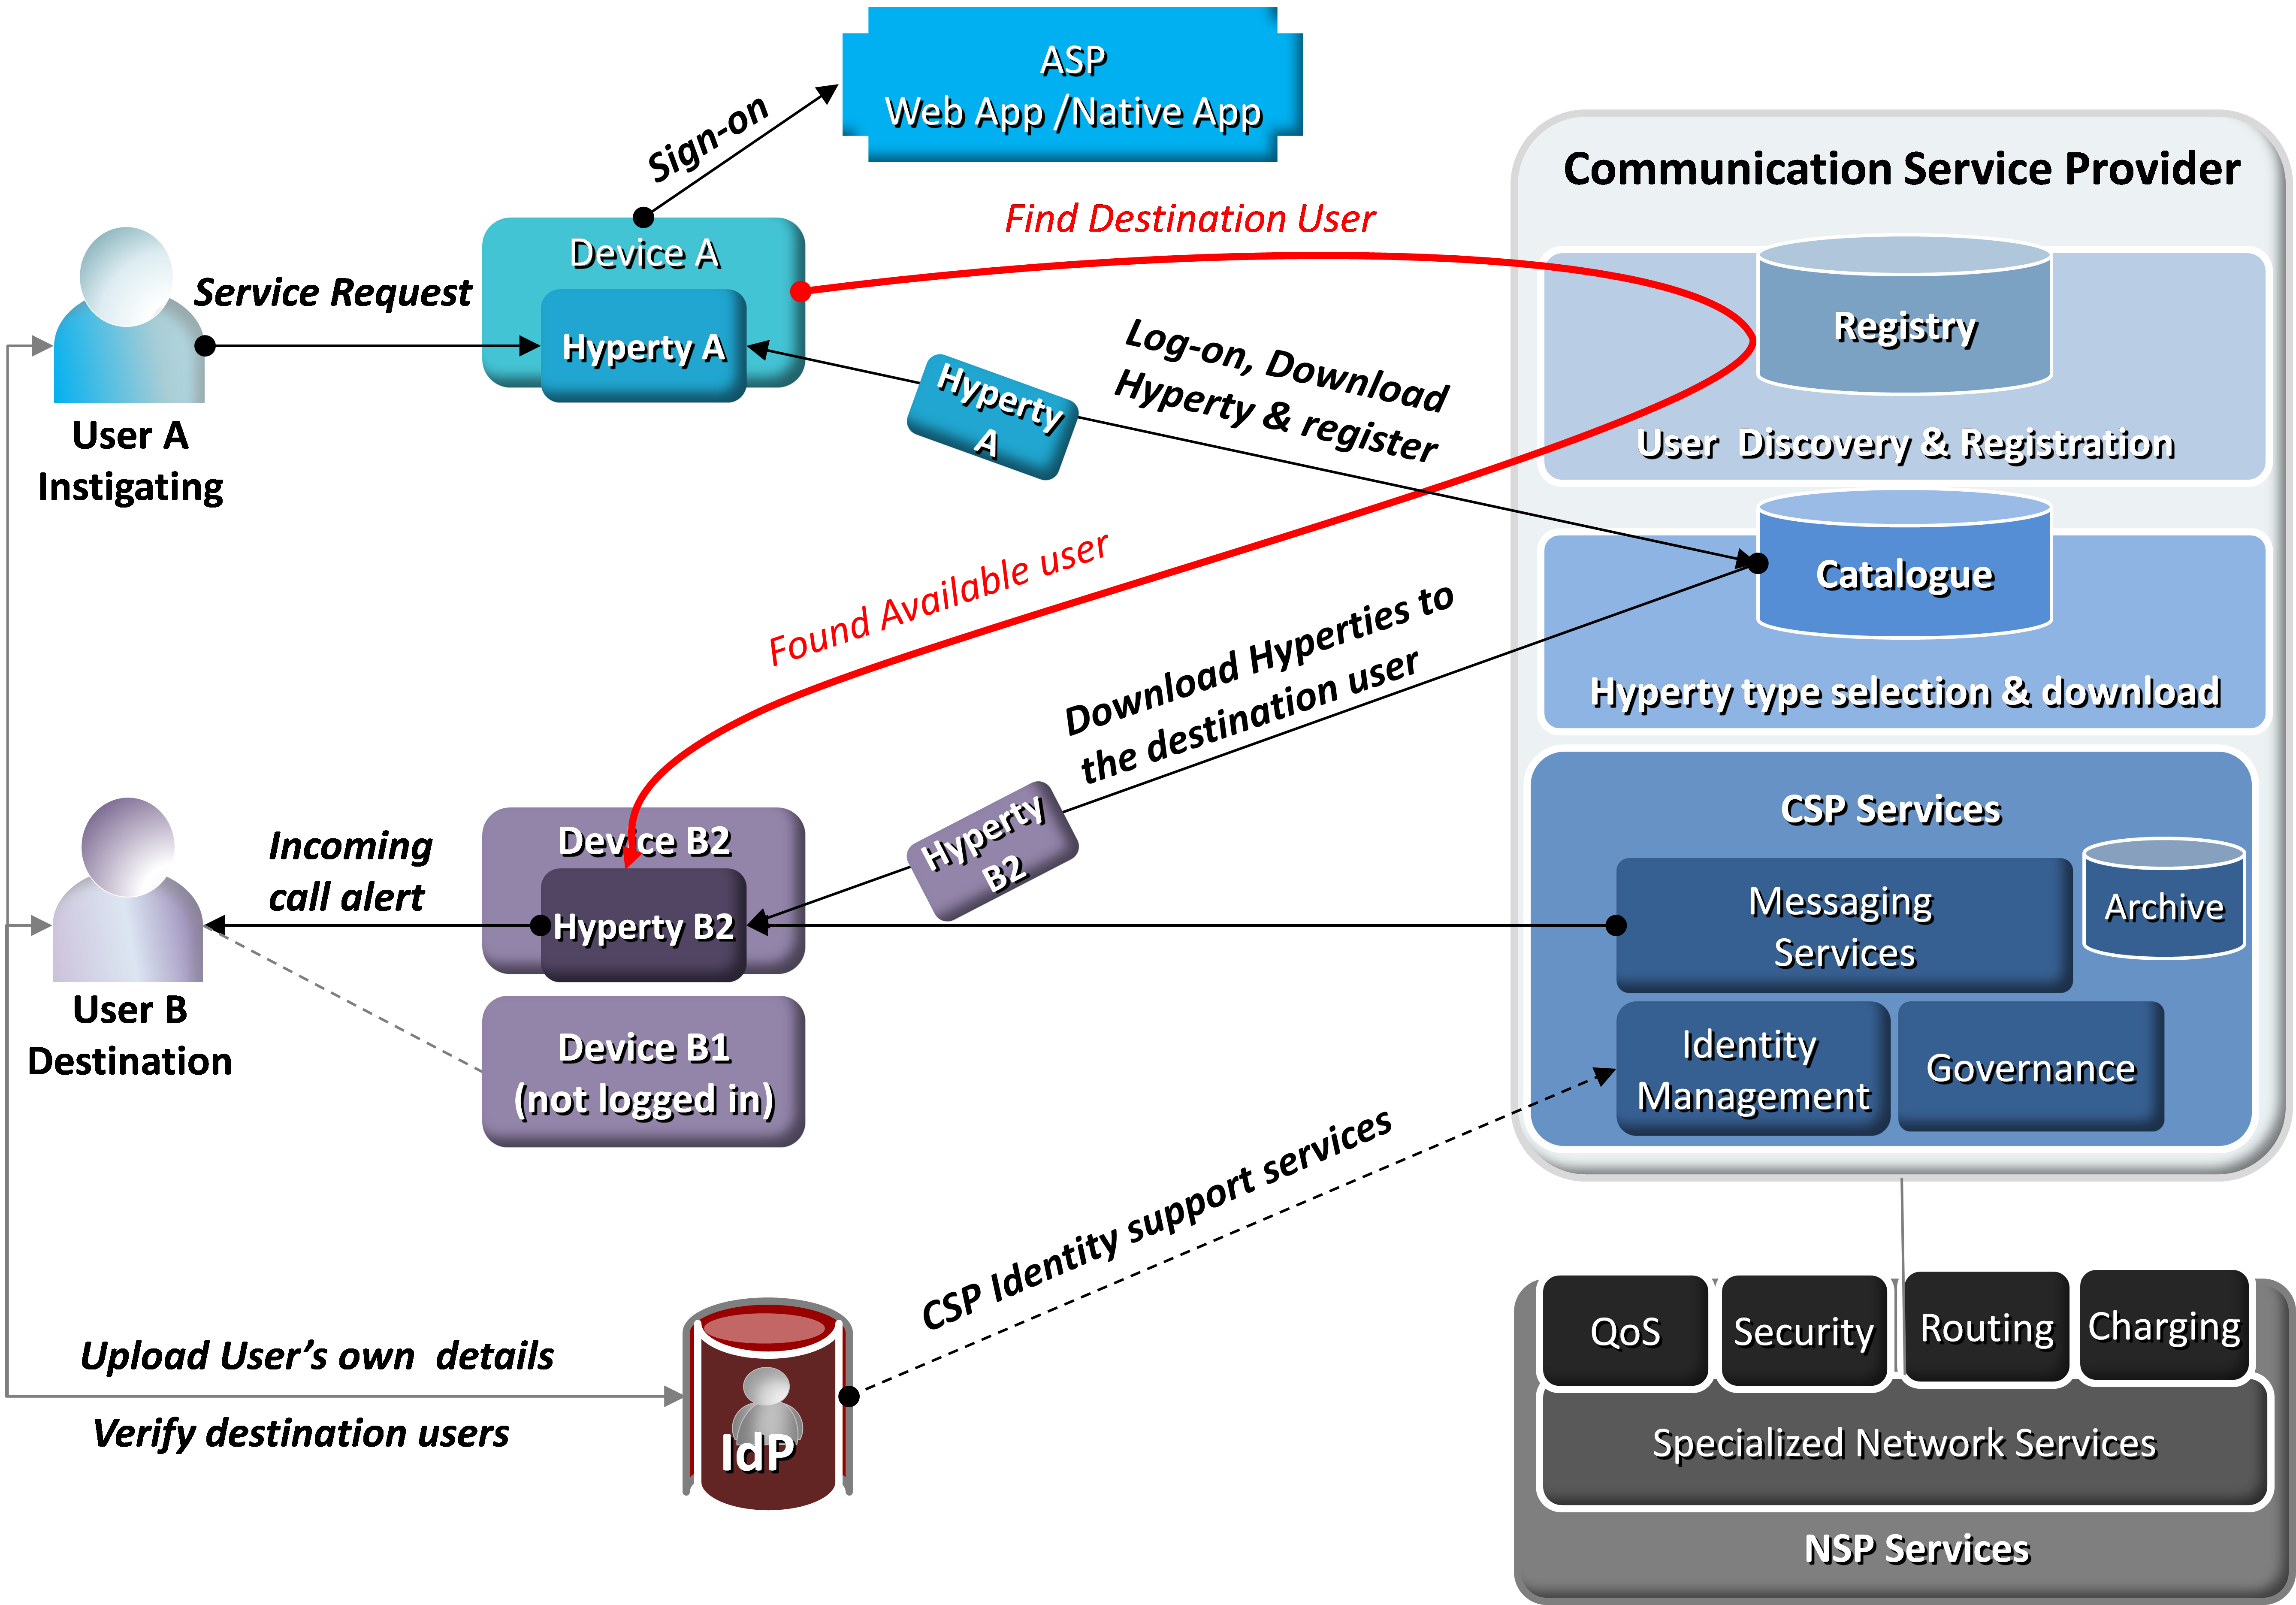 ASP
Web App /Native App
Sign-on
Communication Service Provider
Find Destination User
Device A
Service Request
Hyperty A
Registry
Log-on, Download
Hyperty & register
Hyperty
A
User A
Instigating
User Discovery & Registration
Found Available user
Catalogue
Download Hyperties to
the destination user
Hyperty type selection & download
CSP Services
Hyperty
B2
Device B2
Incoming
call alert
Hyperty B2
Messaging
Services
Archive
User B
Destination
Device B1
(not logged in)
Identity
Management
Governance
CSP Identity support services
QoS
Security
Routing
Charging
Upload User's own details
Verify destination users
IdP
Specialized Network Services
NSP Services